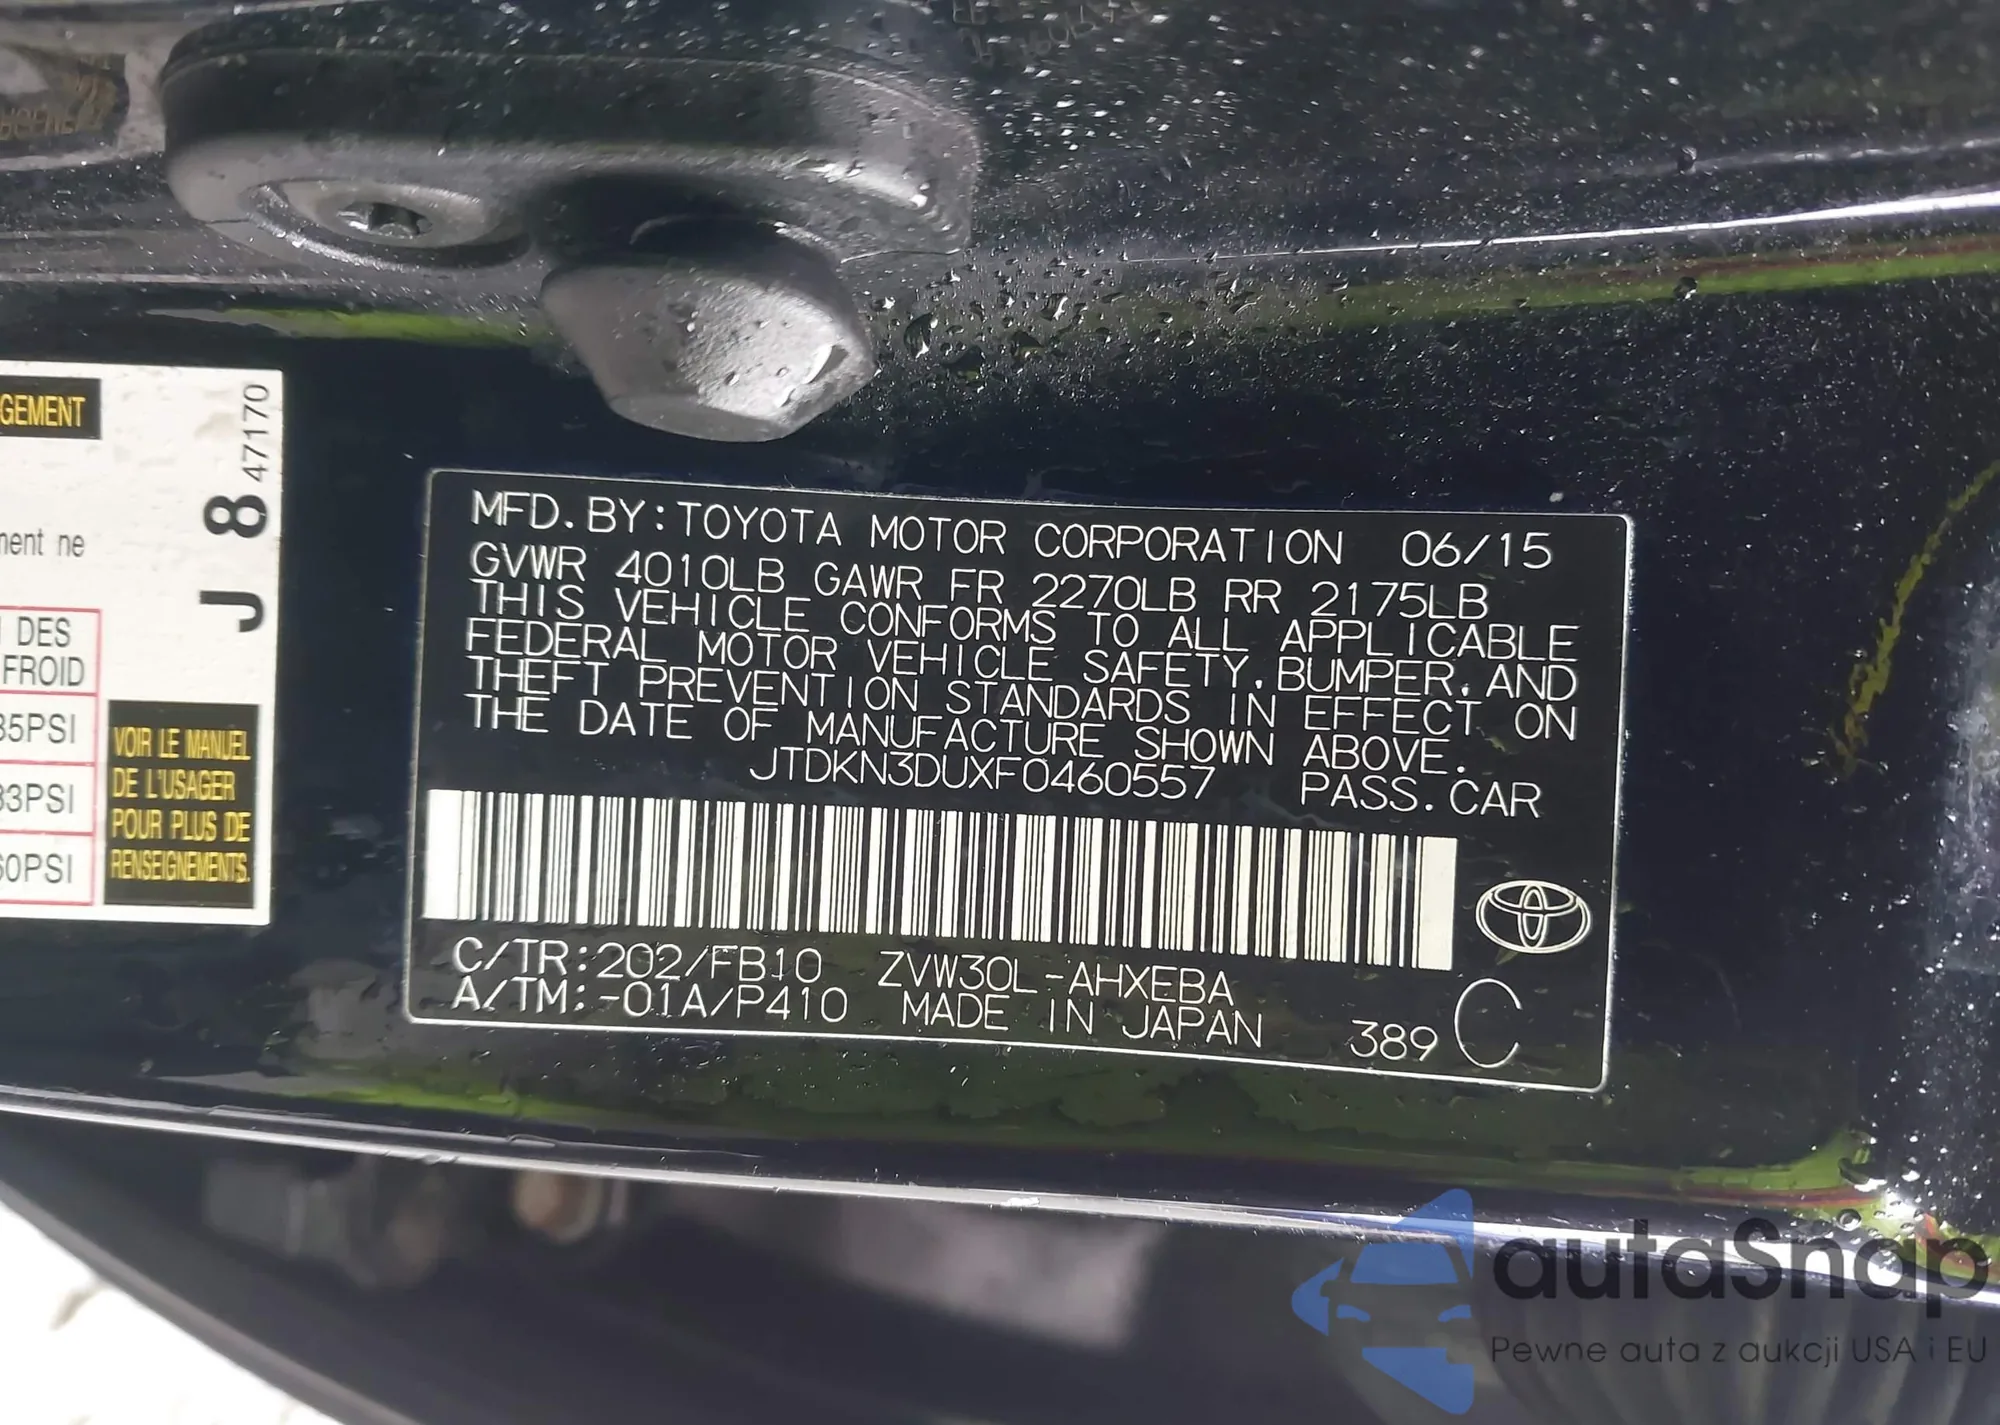 GEMENT
J 8 47170
ment ne
DES
FROID
35PSI
33PSI
60PSI
VOIR LE MANUEL
DE L'USAGER
POUR PLUS DE
RENSEIGNEMENTS.
MFD. BY: TOYOTA MOTOR CORPORATION 06/15
GVWR 4010LB GAWR FR 2270LB RR 2175LB
THIS VEHICLE CONFORMS TO ALL APPLICABLE
FEDERAL MOTOR VEHICLE SAFETY, BUMPER, AND
THEFT PREVENTION STANDARDS IN EFFECT ON
THE DATE OF MANUFACTURE SHOWN ABOVE.
JTDKN3DUXF0460557 PASS. CAR
C/TR: 202/FB10 ZVW30L-AHXEBA
A/TM: -01A/P410 MADE IN JAPAN 389 C
autaSnap
Pewne auta z aukcji USA i EU